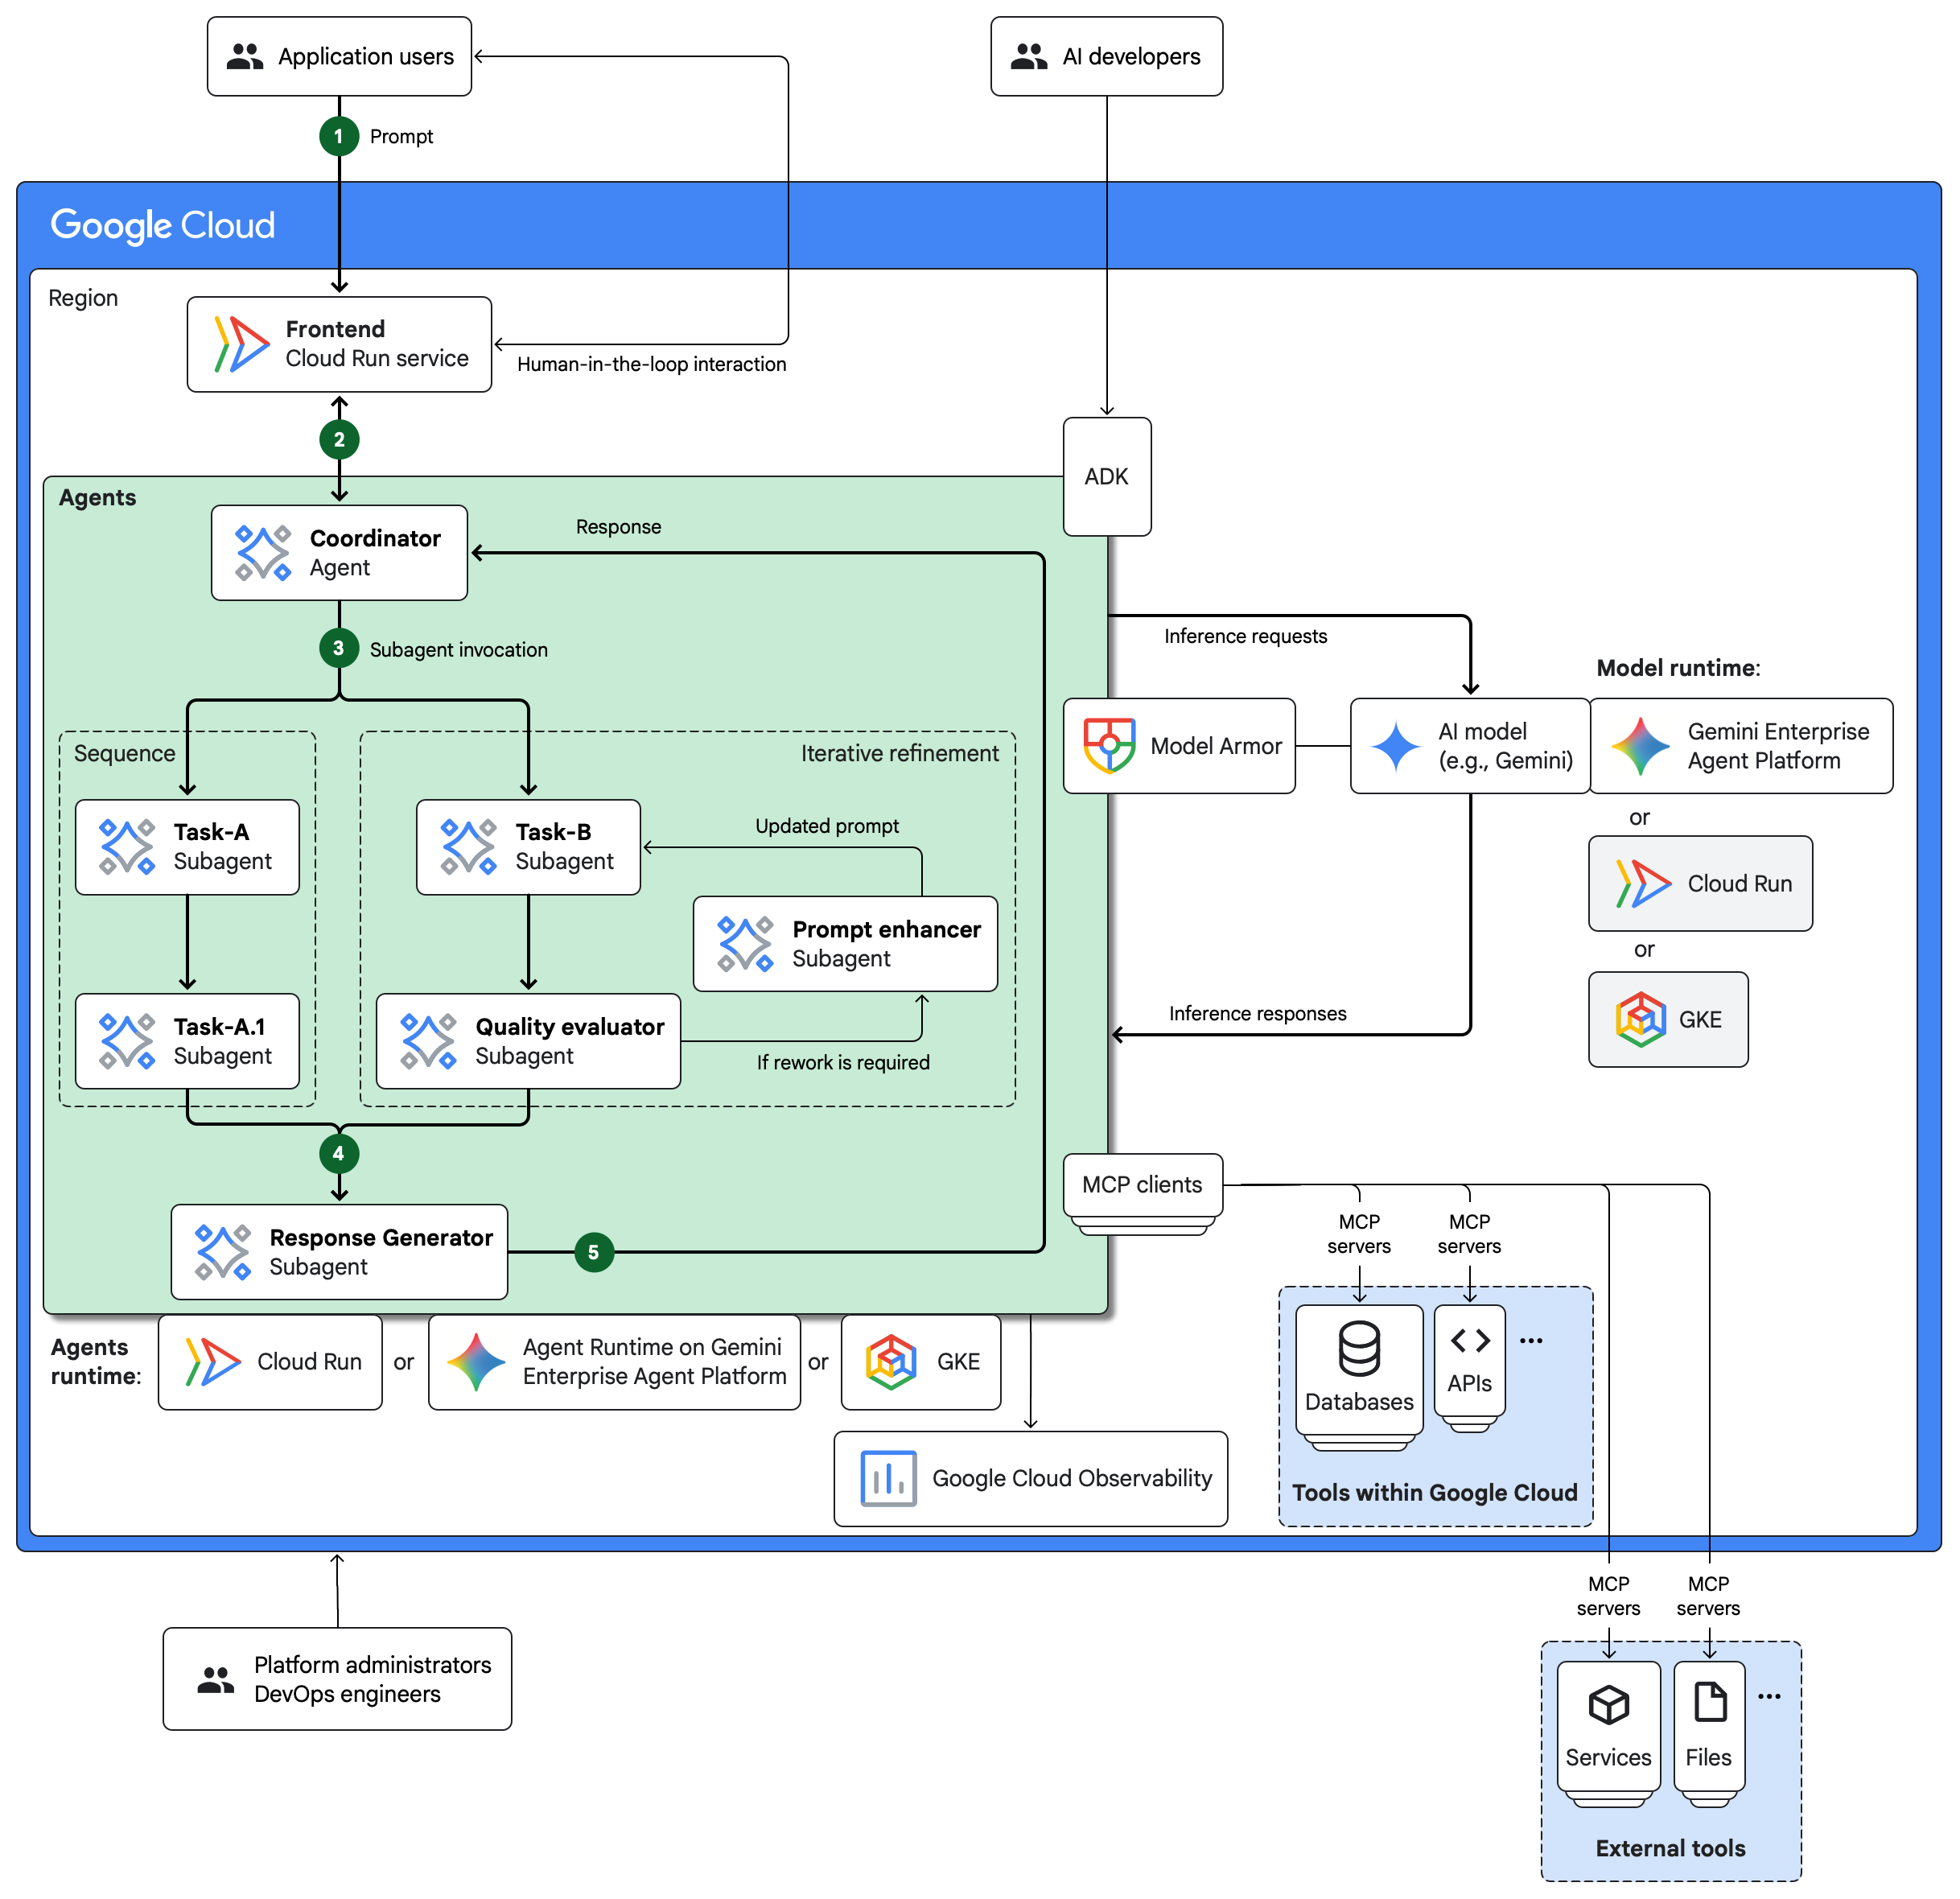 Application users
AI developers
1
Prompt
Google Cloud
Region
Frontend
Cloud Run service
Human-in-the-loop interaction
2
ADK
Agents
Coordinator
Agent
Response
3
Subagent invocation
Inference requests
Model runtime:
Sequence
Iterative refinement
Model Armor
AI model
(e.g., Gemini)
Gemini Enterprise
Agent Platform
or
Cloud Run
or
GKE
Task-A
Subagent
Task-B
Subagent
Updated prompt
Prompt enhancer
Subagent
Task-A.1
Subagent
Quality evaluator
Subagent
If rework is required
Inference responses
4
MCP clients
MCP
servers
MCP
servers
Response Generator
Subagent
5
Agents
runtime:
Cloud Run
or
Agent Runtime on Gemini
Enterprise Agent Platform
or
GKE
Databases
APIs
...
Tools within Google Cloud
Google Cloud Observability
MCP
servers
MCP
servers
Platform administrators
DevOps engineers
Services
Files
...
External tools